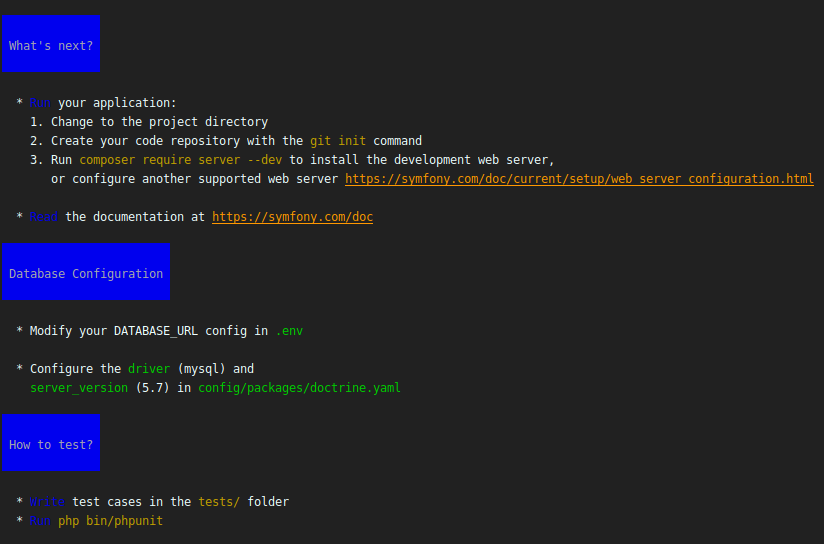 What's next?
* Run your application:
1. Change to the project directory
2. Create your code repository with the git init command
3. Run composer require server --dev to install the development web server,
or configure another supported web server https://symfony.com/doc/current/setup/web_server_configuration.html
* Read the documentation at https://symfony.com/doc
Database Configuration
* Modify your DATABASE_URL config in .env
* Configure the driver (mysql) and
server_version (5.7) in config/packages/doctrine.yaml
How to test?
* Write test cases in the tests/ folder
* Run php bin/phpunit